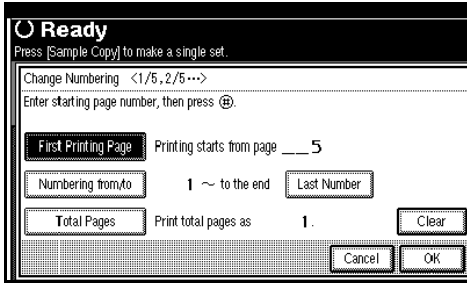 Ready
Press [Sample Copy] to make a single set.
Change Numbering <1/5, 2/5···>
Enter starting page number, then press ⊕.
First Printing Page Printing starts from page __5
Numbering from/to 1 ~ to the end Last Number
Total Pages Print total pages as 1. Clear
Cancel OK